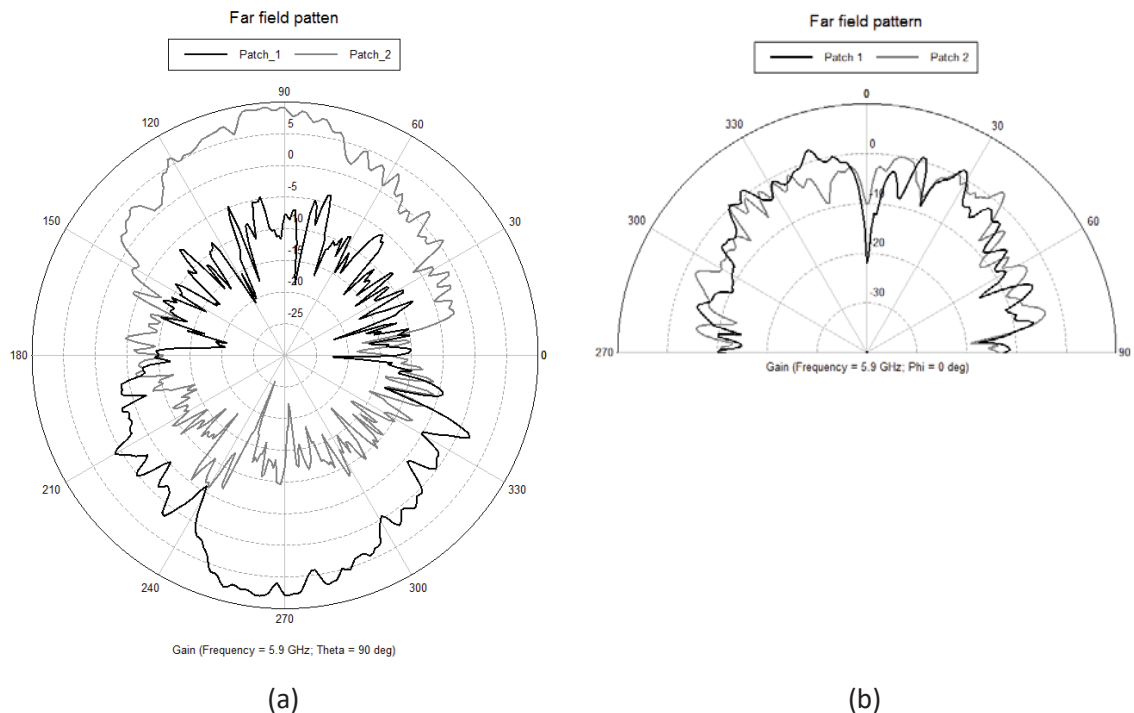 Far field patten
Patch_1 Patch_2
90
120 60
5
0
-5
150 30
-10
-15
-20
-25
180 0
210 330
240 300
270
Gain (Frequency = 5.9 GHz; Theta = 90 deg)
(a)
Far field pattern
Patch 1 Patch 2
0
330 30
0
-10
300 60
-20
-30
270 90
Gain (Frequency = 5.9 GHz; Phi = 0 deg)
(b)